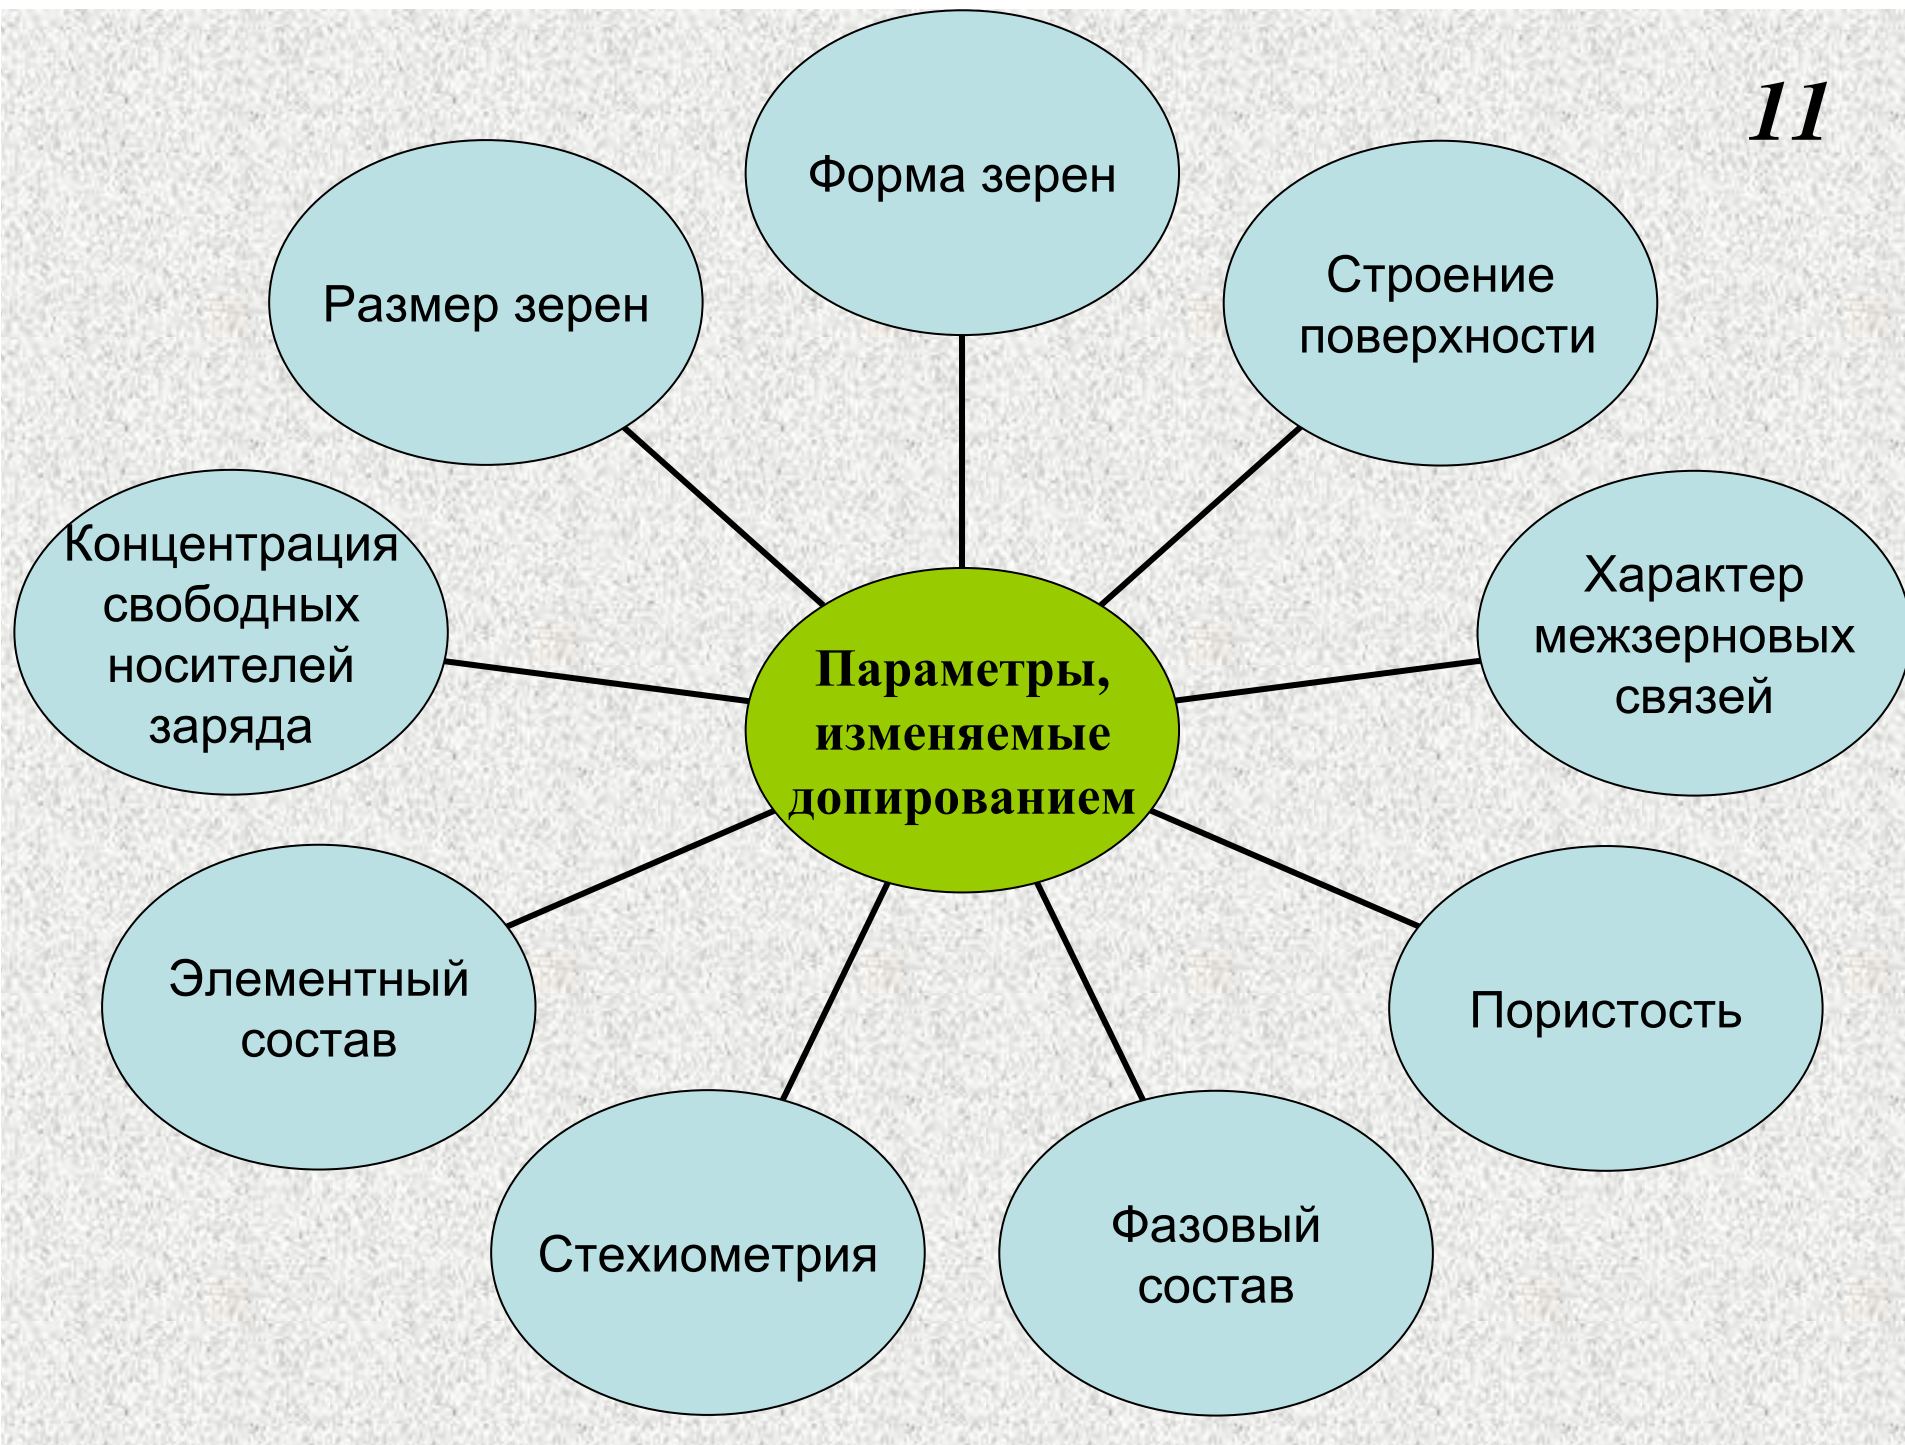 11
Форма зерен
Строение
поверхности
Размер зерен
Характер
межзерновых
связей
Концентрация
свободных
носителей
заряда
Параметры,
изменяемые
допированием
Пористость
Элементный
состав
Фазовый
состав
Стехиометрия